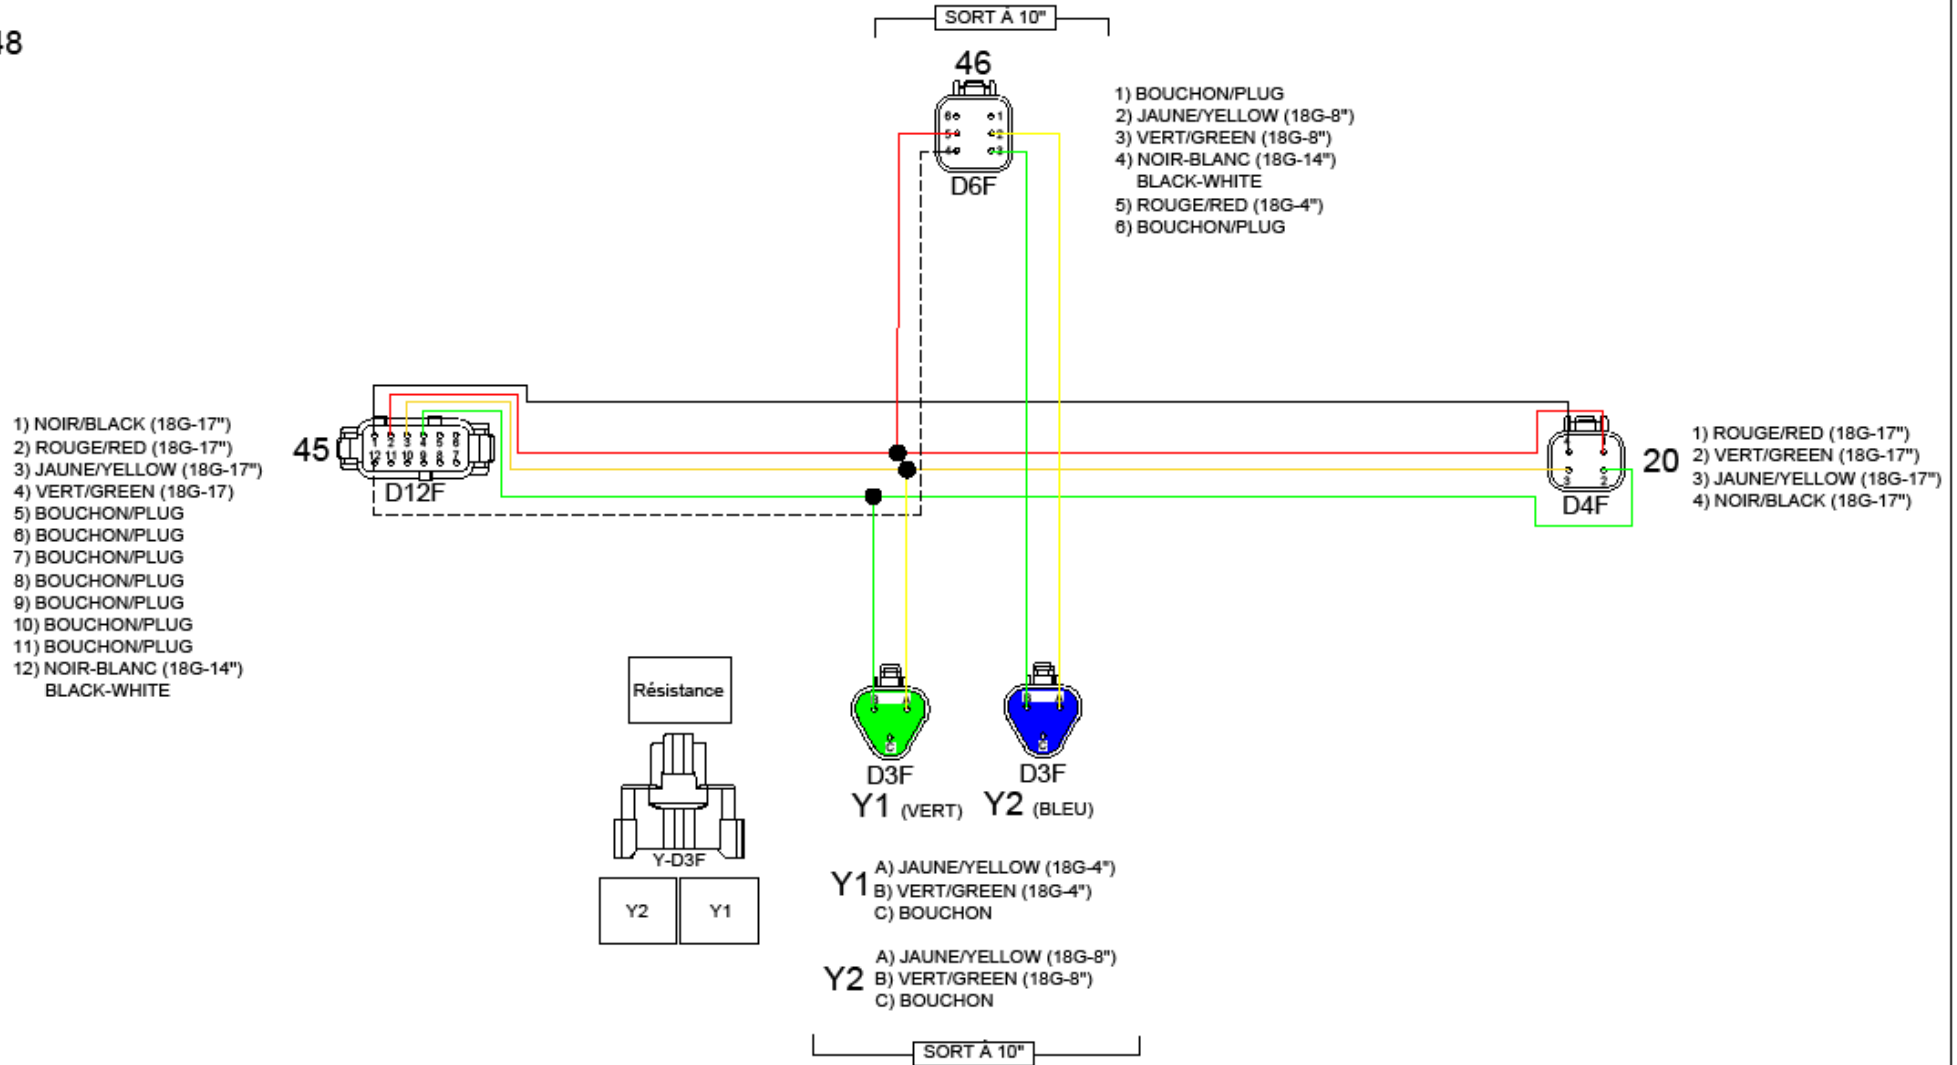 48
SORT À 10"
46
D6F
1) BOUCHON/PLUG
2) JAUNE/YELLOW (18G-8")
3) VERT/GREEN (18G-8")
4) NOIR-BLANC (18G-14")
BLACK-WHITE
5) ROUGE/RED (18G-4")
6) BOUCHON/PLUG
1) NOIR/BLACK (18G-17")
2) ROUGE/RED (18G-17")
3) JAUNE/YELLOW (18G-17")
4) VERT/GREEN (18G-17)
5) BOUCHON/PLUG
6) BOUCHON/PLUG
7) BOUCHON/PLUG
8) BOUCHON/PLUG
9) BOUCHON/PLUG
10) BOUCHON/PLUG
11) BOUCHON/PLUG
12) NOIR-BLANC (18G-14")
BLACK-WHITE
45
D12F
20
D4F
1) ROUGE/RED (18G-17")
2) VERT/GREEN (18G-17")
3) JAUNE/YELLOW (18G-17")
4) NOIR/BLACK (18G-17")
Résistance
Y-D3F
Y2 Y1
C
D3F
Y1 (VERT)
C
D3F
Y2 (BLEU)
Y1
A) JAUNE/YELLOW (18G-4")
B) VERT/GREEN (18G-4")
C) BOUCHON
Y2
A) JAUNE/YELLOW (18G-8")
B) VERT/GREEN (18G-8")
C) BOUCHON
SORT À 10"